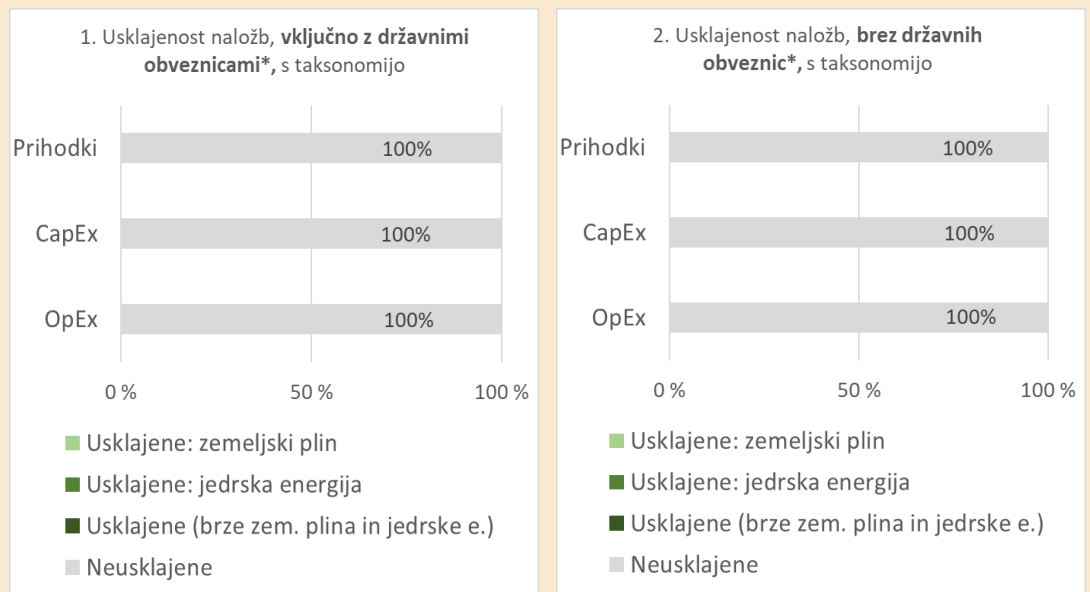 1. Usklajenost naložb, vključno z državnimi
obveznicami*, s taksonomijo
Prihodki
100%
CapEx
100%
OpEx
100%
0 %
50 %
100 %
Usklajene: zemeljski plin
Usklajene: jedrska energija
Usklajene (brze zem. plina in jedrske e.)
Neusklajene
2. Usklajenost naložb, brez državnih
obveznic*, s taksonomijo
Prihodki
100%
CapEx
100%
OpEx
100%
0 %
50 %
100 %
Usklajene: zemeljski plin
Usklajene: jedrska energija
Usklajene (brze zem. plina in jedrske e.)
Neusklajene